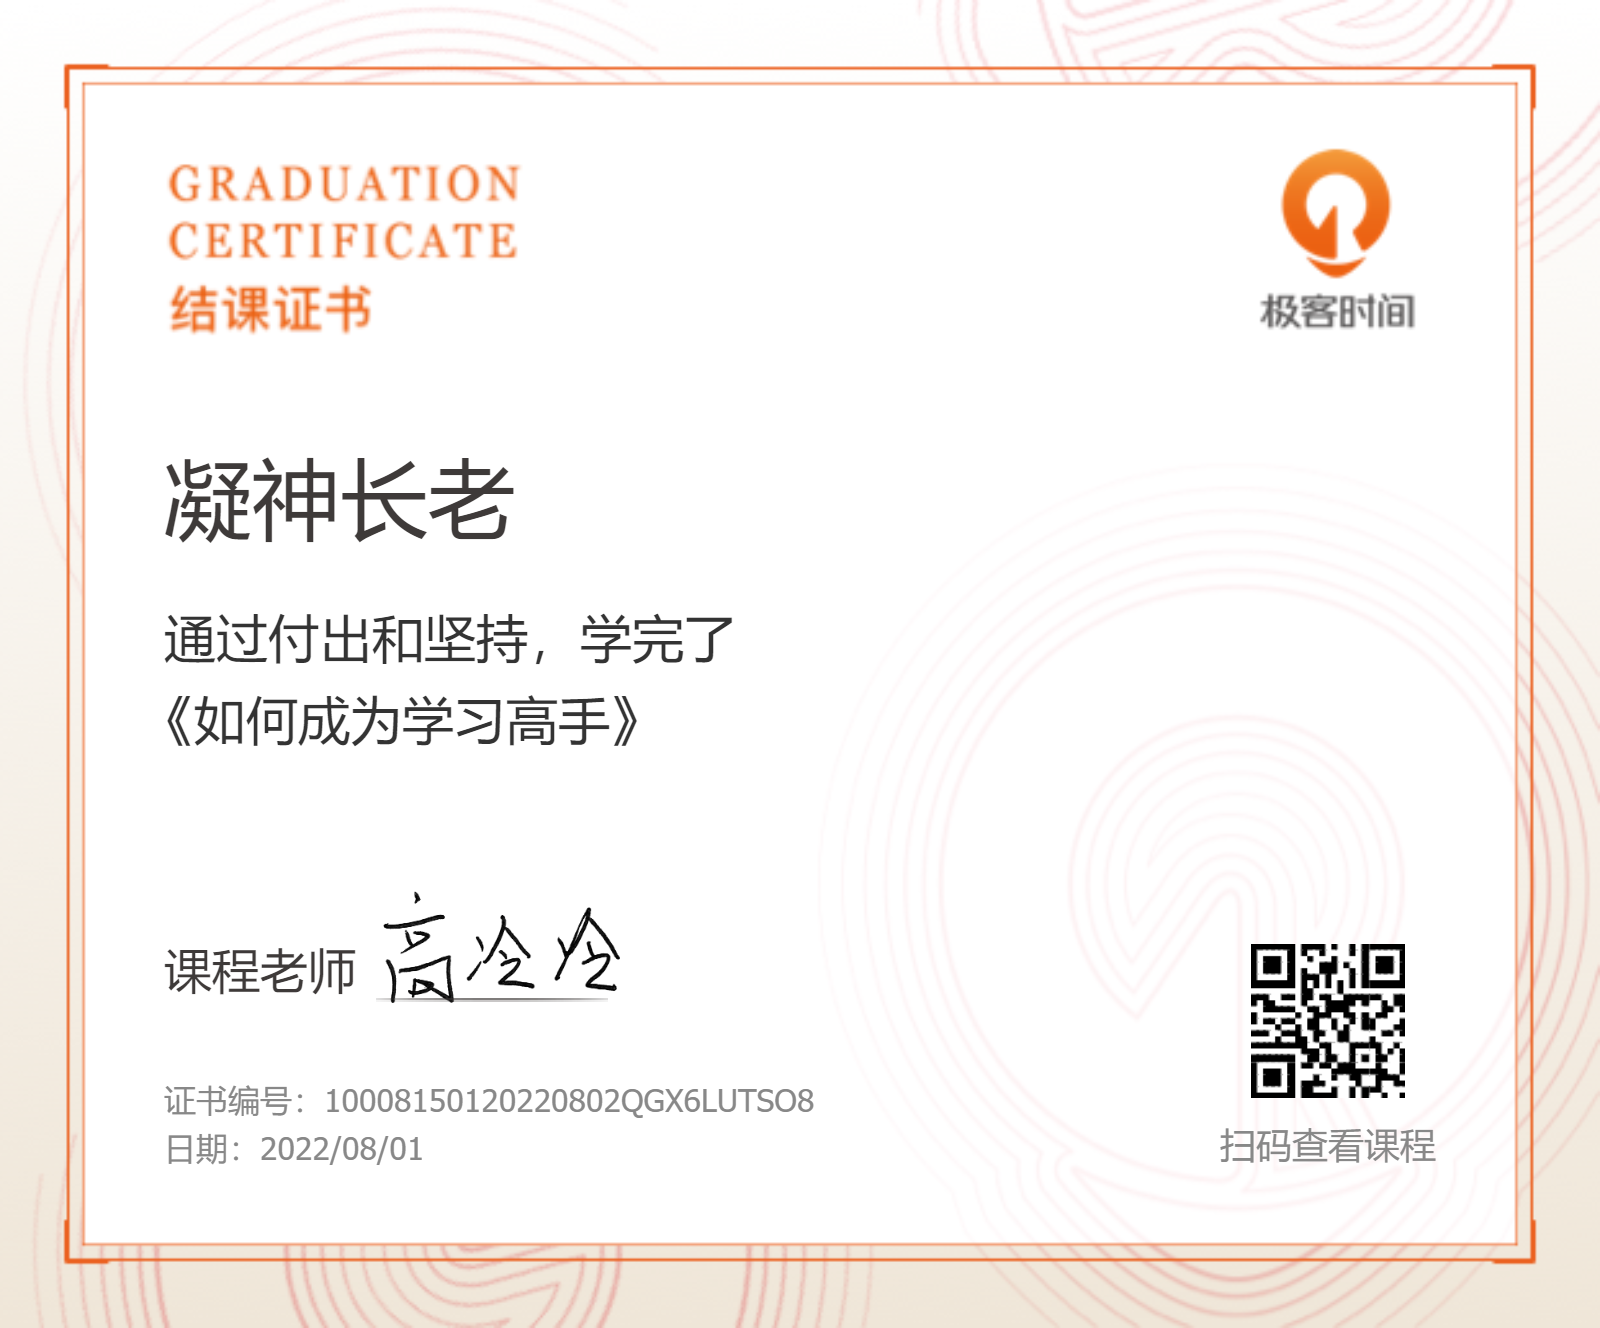 GRADUATION
CERTIFICATE
结课证书
极客时间
凝神长老
通过付出和坚持，学完了
《如何成为学习高手》
课程老师 高冷冷
证书编号：10008150120220802QGX6LUTSO8
日期：2022/08/01
扫码查看课程